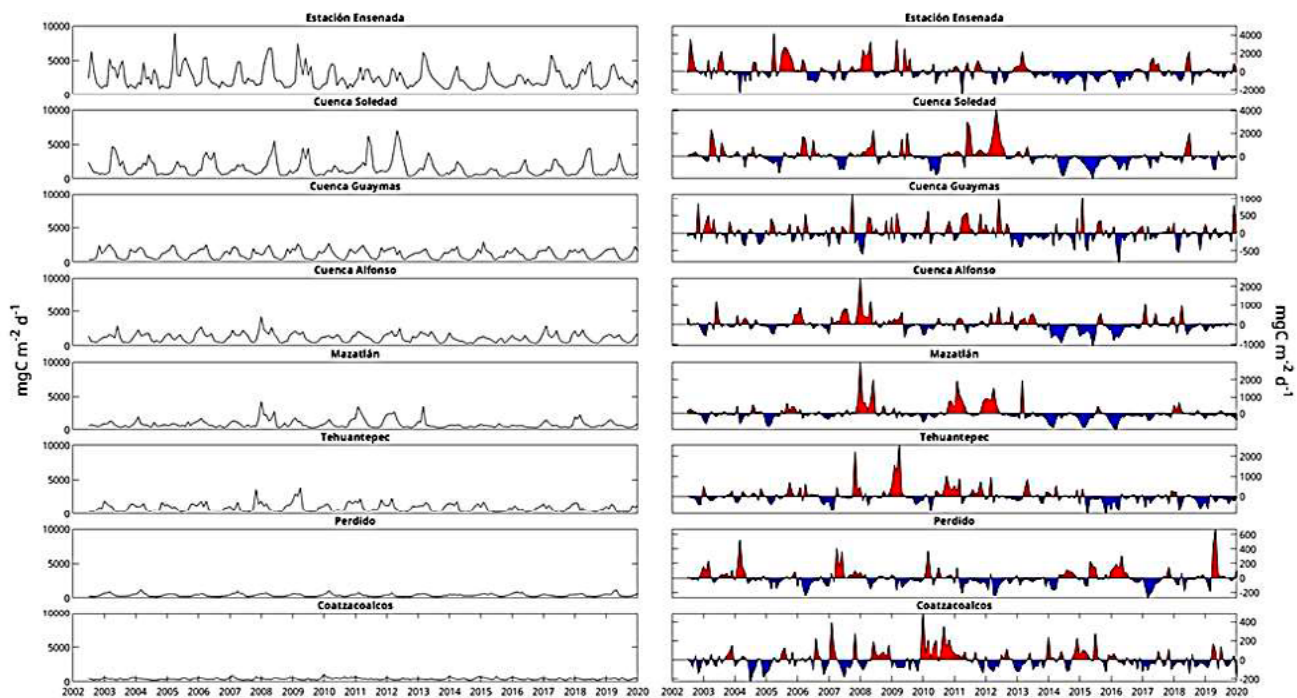 Estación Ensenada
10000
5000
0
Cuenca Soledad
10000
5000
0
Cuenca Guaymas
10000
5000
0
Cuenca Alfonso
10000
5000
0
Mazatlán
10000
5000
0
Tehuantepec
10000
5000
0
Perdido
10000
5000
0
Coatzacoalcos
10000
5000
0
2002 2003 2004 2005 2006 2007 2008 2009 2010 2011 2012 2013 2014 2015 2016 2017 2018 2019 2020
mgC m-2 d-1
Estación Ensenada
4000
2000
0
-2000
Cuenca Soledad
4000
2000
0
Cuenca Guaymas
1000
500
0
-500
Cuenca Alfonso
2000
1000
0
-1000
Mazatlán
2000
1000
0
Tehuantepec
2000
1000
0
Perdido
600
400
200
0
-200
Coatzacoalcos
400
200
0
-200
2002 2003 2004 2005 2006 2007 2008 2009 2010 2011 2012 2013 2014 2015 2016 2017 2018 2019
mgC m-2 d-1